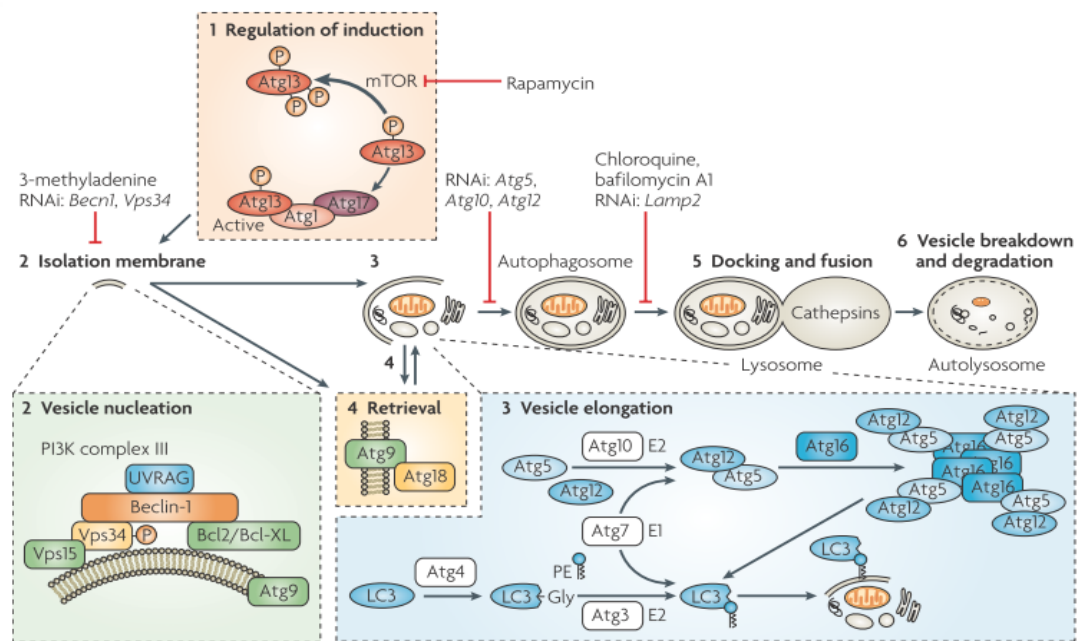 1 Regulation of induction
P
Atg13
P
P
mTOR
Rapamycin
P
Atg13
P
Atg13
Atg1
Atg17
Active
3-methyladenine
RNAi: Becn1, Vps34
RNAi: Atg5,
Atg10, Atg12
Chloroquine,
bafilomycin A1
RNAi: Lamp2
2 Isolation membrane
3
Autophagosome
5 Docking and fusion
6 Vesicle breakdown
and degradation
Cathepsins
4
Lysosome
Autolysosome
2 Vesicle nucleation
PI3K complex III
UVRAG
Beclin-1
Vps34
P
Bcl2/Bcl-XL
Vps15
Atg9
4 Retrieval
Atg9
Atg18
3 Vesicle elongation
Atg5
Atg12
Atg10 E2
Atg12
Atg5
Atg16
Atg12
Atg5
Atg12
Atg5
Atg16
Atg16
Atg16
Atg16
Atg5
Atg12
Atg5
Atg12
Atg7 E1
LC3
Atg4
LC3
Gly
PE
Atg3 E2
LC3
LC3